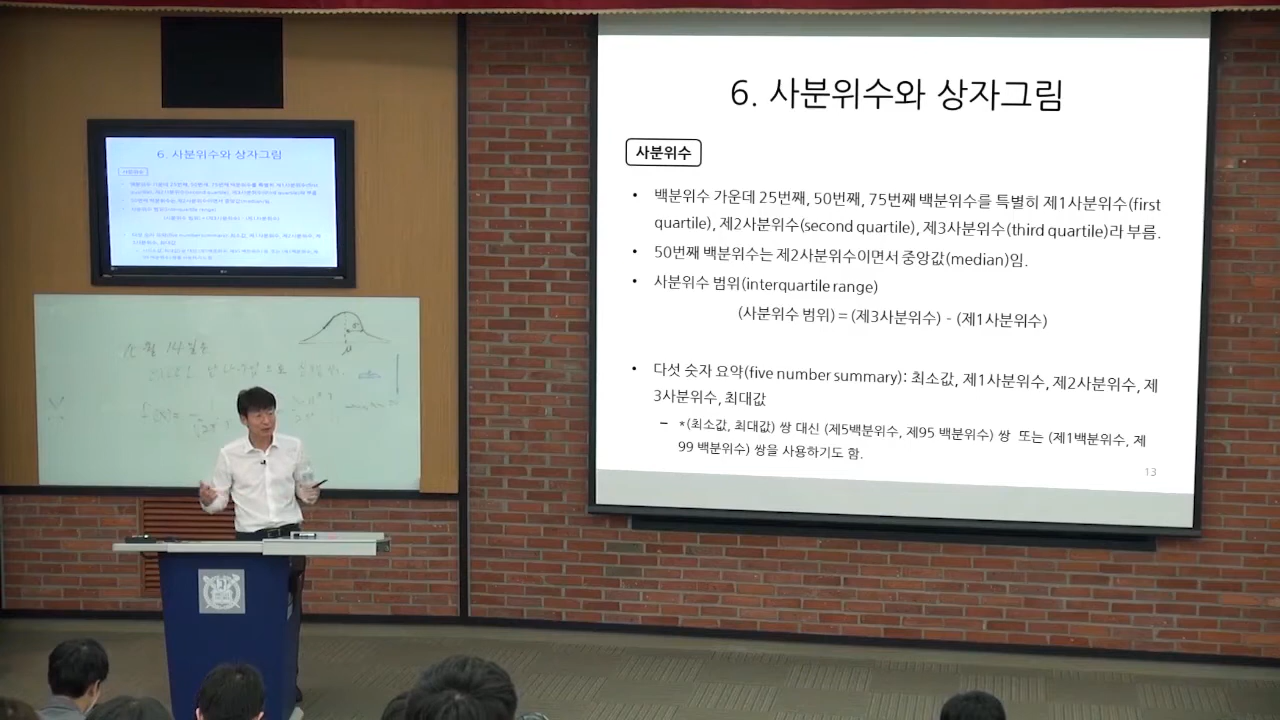 6. 사분위수와 상자그림
사분위수
• 백분위수 가운데 25번째, 50번째, 75번째 백분위수를 특별히 제1사분위수(first
quartile), 제2사분위수(second quartile), 제3사분위수(third quartile)라 부름.
• 50번째 백분위수는 제2사분위수이면서 중앙값(median)임.
• 사분위수 범위(interquartile range)
(사분위수 범위) = (제3사분위수) - (제1사분위수)
• 다섯 숫자 요약(five number summary): 최소값, 제1사분위수, 제2사분위수, 제
3사분위수, 최대값
– *(최소값, 최대값) 쌍 대신 (제5백분위수, 제95 백분위수) 쌍 또는 (제1백분위수, 제
99 백분위수) 쌍을 사용하기도 함.
13
6. 사분위수와 상자그림
사분위수
14일은
f(x)=
μ